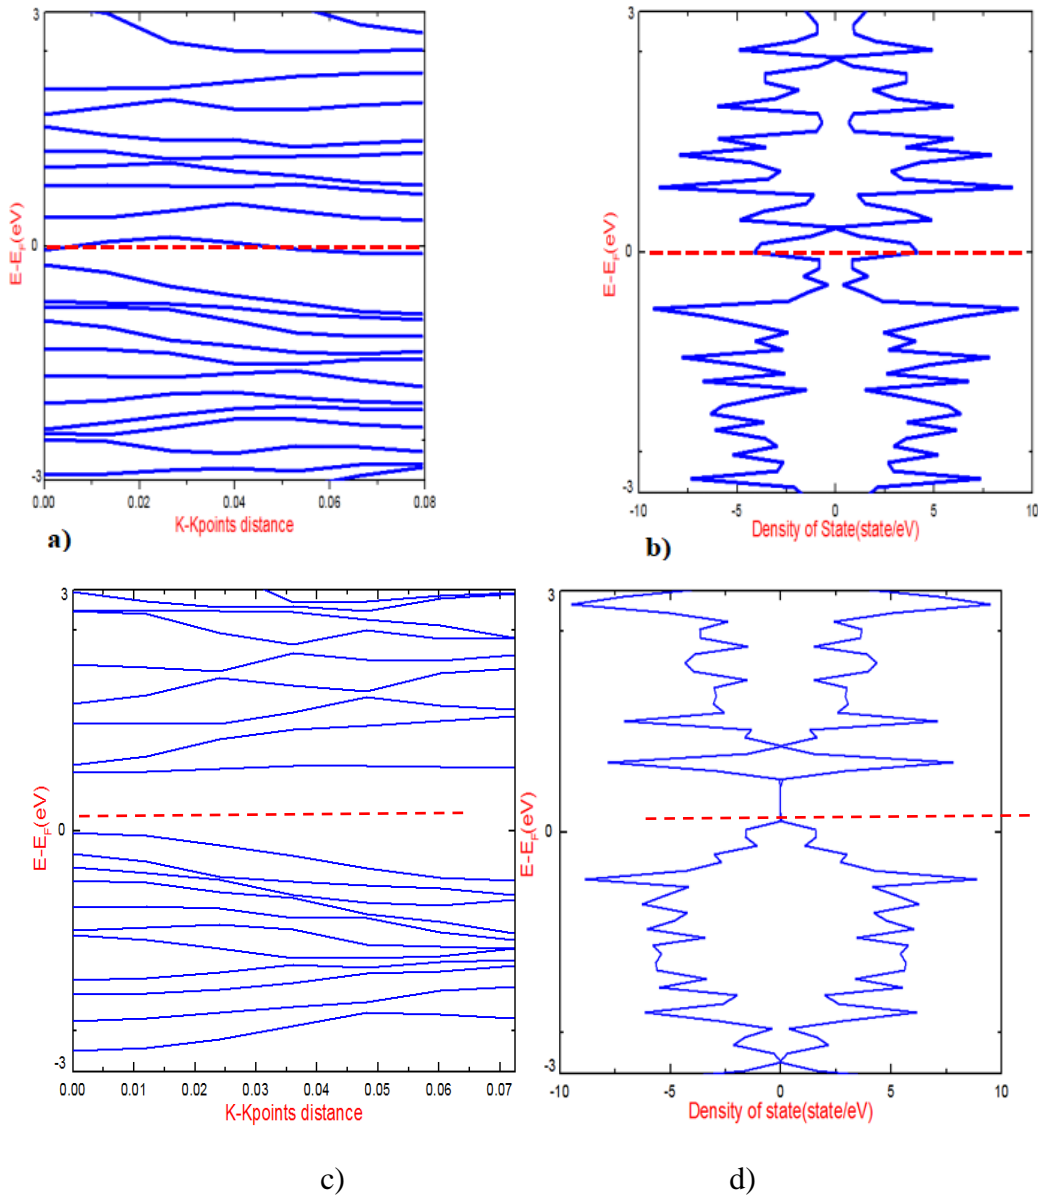 3
0
-3
E-E_F(eV)
0.00
0.02
0.04
0.06
0.08
K-Kpoints distance
a)
3
0
-3
E-E_F(eV)
-10
-5
0
5
10
Density of State(state/eV)
b)
3
0
-3
E-E_F(eV)
0.00
0.01
0.02
0.03
0.04
0.05
0.06
0.07
K-Kpoints distance
3
0
-3
E-E_F(eV)
-10
-5
0
5
10
Density of state(state/eV)
c)
d)